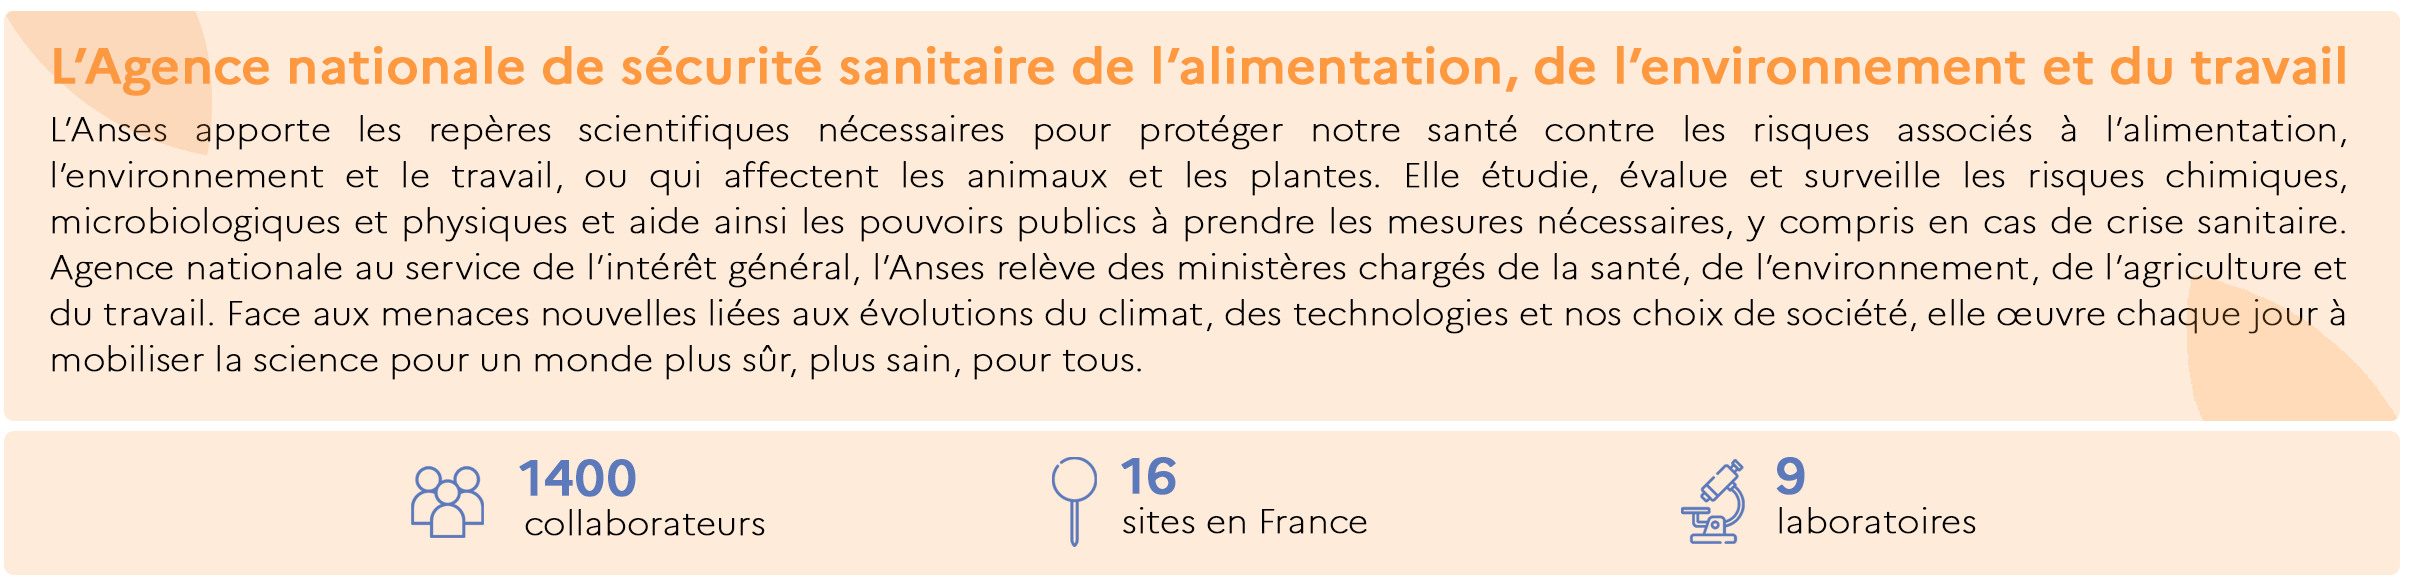 L’Agence nationale de sécurité sanitaire de l’alimentation, de l’environnement et du travail
L’Anses apporte les repères scientifiques nécessaires pour protéger notre santé contre les risques associés à l’alimentation,
l’environnement et le travail, ou qui affectent les animaux et les plantes. Elle étudie, évalue et surveille les risques chimiques,
microbiologiques et physiques et aide ainsi les pouvoirs publics à prendre les mesures nécessaires, y compris en cas de crise sanitaire.
Agence nationale au service de l’intérêt général, l’Anses relève des ministères chargés de la santé, de l’environnement, de l’agriculture et
du travail. Face aux menaces nouvelles liées aux évolutions du climat, des technologies et nos choix de société, elle œuvre chaque jour à
mobiliser la science pour un monde plus sûr, plus sain, pour tous.
1400
collaborateurs
16
sites en France
9
laboratoires